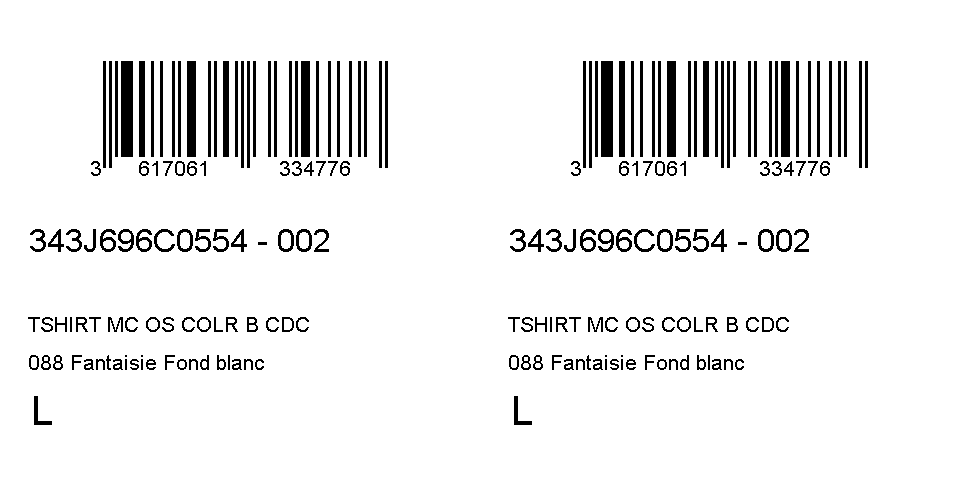 3 617061 334776
343J696C0554 - 002
TSHIRT MC OS COLR B CDC
088 Fantaisie Fond blanc
L
3 617061 334776
343J696C0554 - 002
TSHIRT MC OS COLR B CDC
088 Fantaisie Fond blanc
L